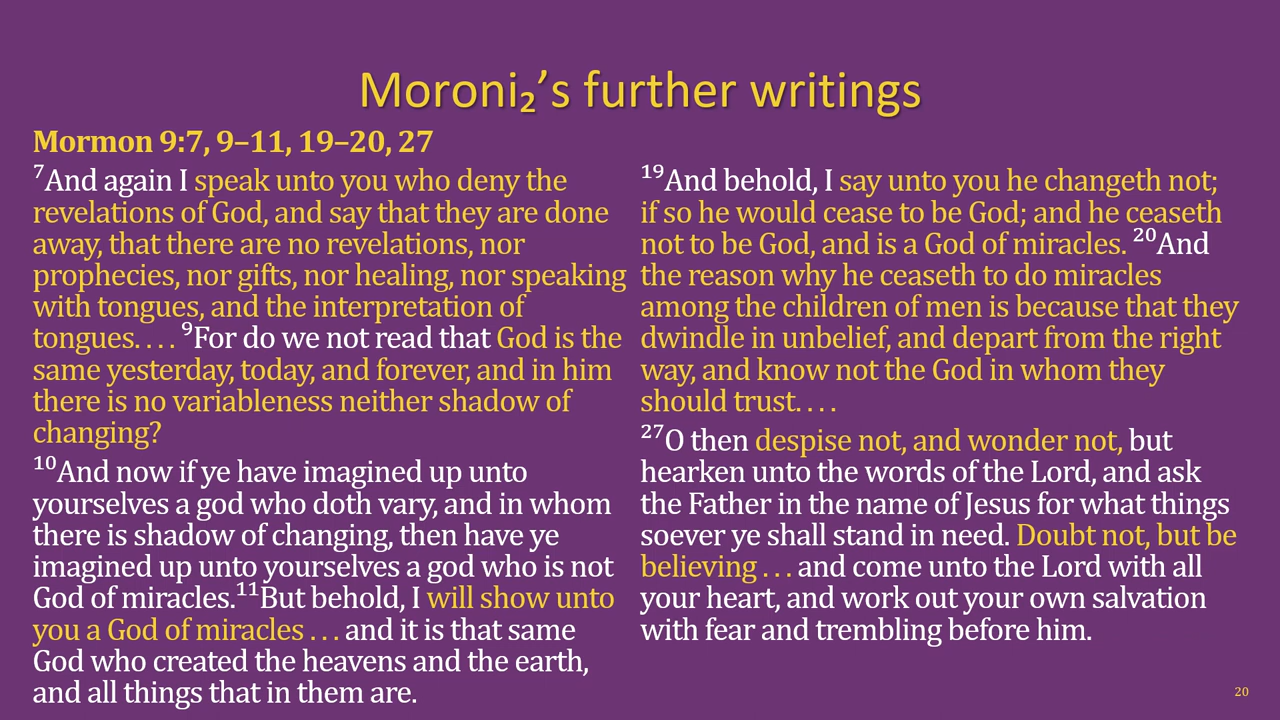 Moroni₂’s further writings
Mormon 9:7, 9–11, 19–20, 27
⁷And again I speak unto you who deny the
revelations of God, and say that they are done
away, that there are no revelations, nor
prophecies, nor gifts, nor healing, nor speaking
with tongues, and the interpretation of
tongues. . . . ⁹For do we not read that God is the
same yesterday, today, and forever, and in him
there is no variableness neither shadow of
changing?
¹⁰And now if ye have imagined up unto
yourselves a god who doth vary, and in whom
there is shadow of changing, then have ye
imagined up unto yourselves a god who is not
God of miracles.¹¹But behold, I will show unto
you a God of miracles . . . and it is that same
God who created the heavens and the earth,
and all things that in them are.
¹⁹And behold, I say unto you he changeth not;
if so he would cease to be God; and he ceaseth
not to be God, and is a God of miracles. ²⁰And
the reason why he ceaseth to do miracles
among the children of men is because that they
dwindle in unbelief, and depart from the right
way, and know not the God in whom they
should trust. . . .
²⁷O then despise not, and wonder not, but
hearken unto the words of the Lord, and ask
the Father in the name of Jesus for what things
soever ye shall stand in need. Doubt not, but be
believing . . . and come unto the Lord with all
your heart, and work out your own salvation
with fear and trembling before him.
20